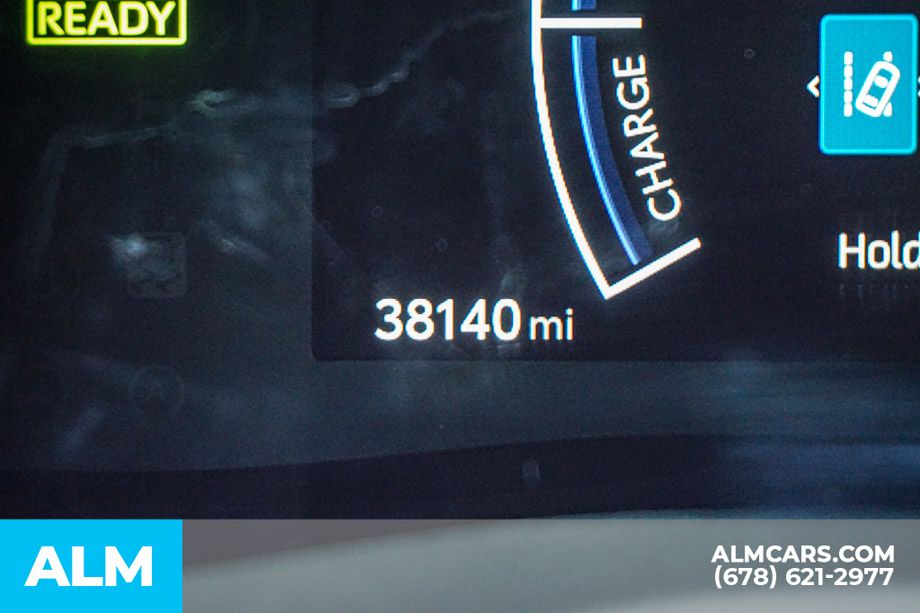 READY
CHARGE
Hold
38140 mi
ALM
ALMCARS.COM
(678) 621-2977